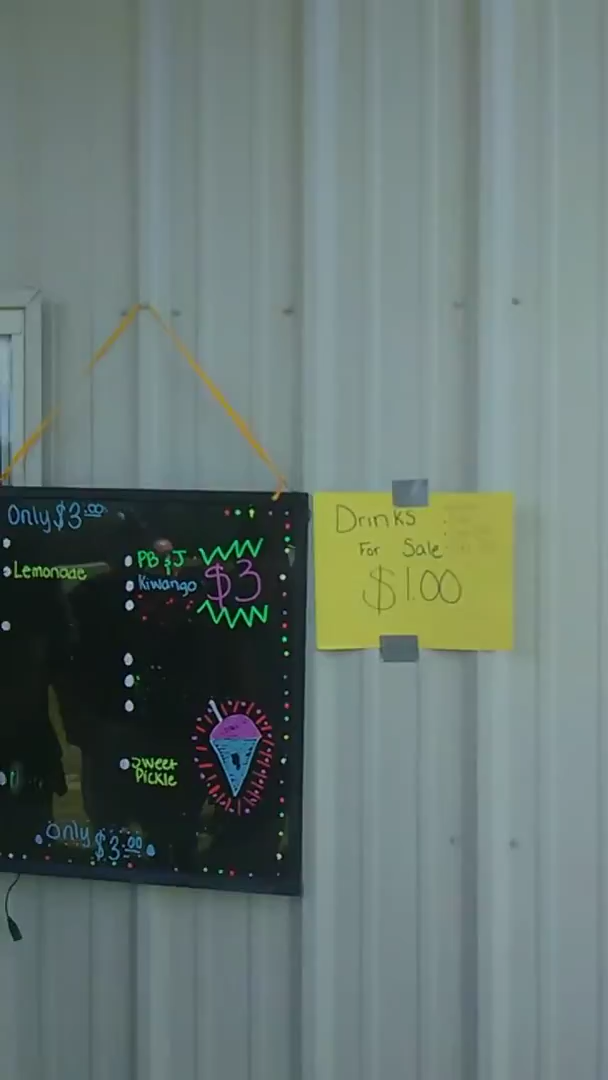 Only $3.00
Lemonade
PB & J
Kiwango
$3
Sweet
Pickle
Only $3.00
Drinks
For Sale
$1.00